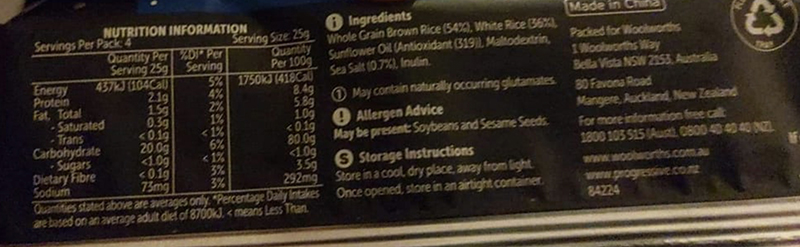 NUTRITION INFORMATION
Servings Per Pack: 4 Serving Size: 25g
Quantity Per Serving 25g %DI* Per Serving Quantity Per 100g
Energy 437kJ (104Cal) 5% 1750kJ (418Cal)
Protein 2.1g 4% 8.4g
Fat, Total 1.5g 2% 5.8g
- Saturated 0.3g 1% 1.0g
- Trans <0.1g <0.1g
Carbohydrate 20.0g 6% 80.0g
- Sugars <1.0g <1% <1.0g
Dietary Fibre <0.1g 3% 3.5g
Sodium 73mg 3% 292mg
Quantities stated above are averages only. *Percentage Daily Intakes
are based on an average adult diet of 8700kJ. < means Less Than.
Ingredients
Whole Grain Brown Rice (54%), White Rice (36%),
Sunflower Oil (Antioxidant (319)), Maltodextrin,
Sea Salt (0.7%), Inulin.
May contain naturally occurring glutamates.
Allergen Advice
May be present: Soybeans and Sesame Seeds.
S Storage Instructions
Store in a cool, dry place, away from light.
Once opened, store in an airtight container.
Made in China
Packed for Woolworths
1 Woolworths Way
Bella Vista NSW 2153, Australia
80 Favona Road
Mangere, Auckland, New Zealand
For more information free call:
1800 103 515 (Aust), 0800 40 40 40 (NZ)
www.woolworths.com.au
www.progressive.co.nz
84224